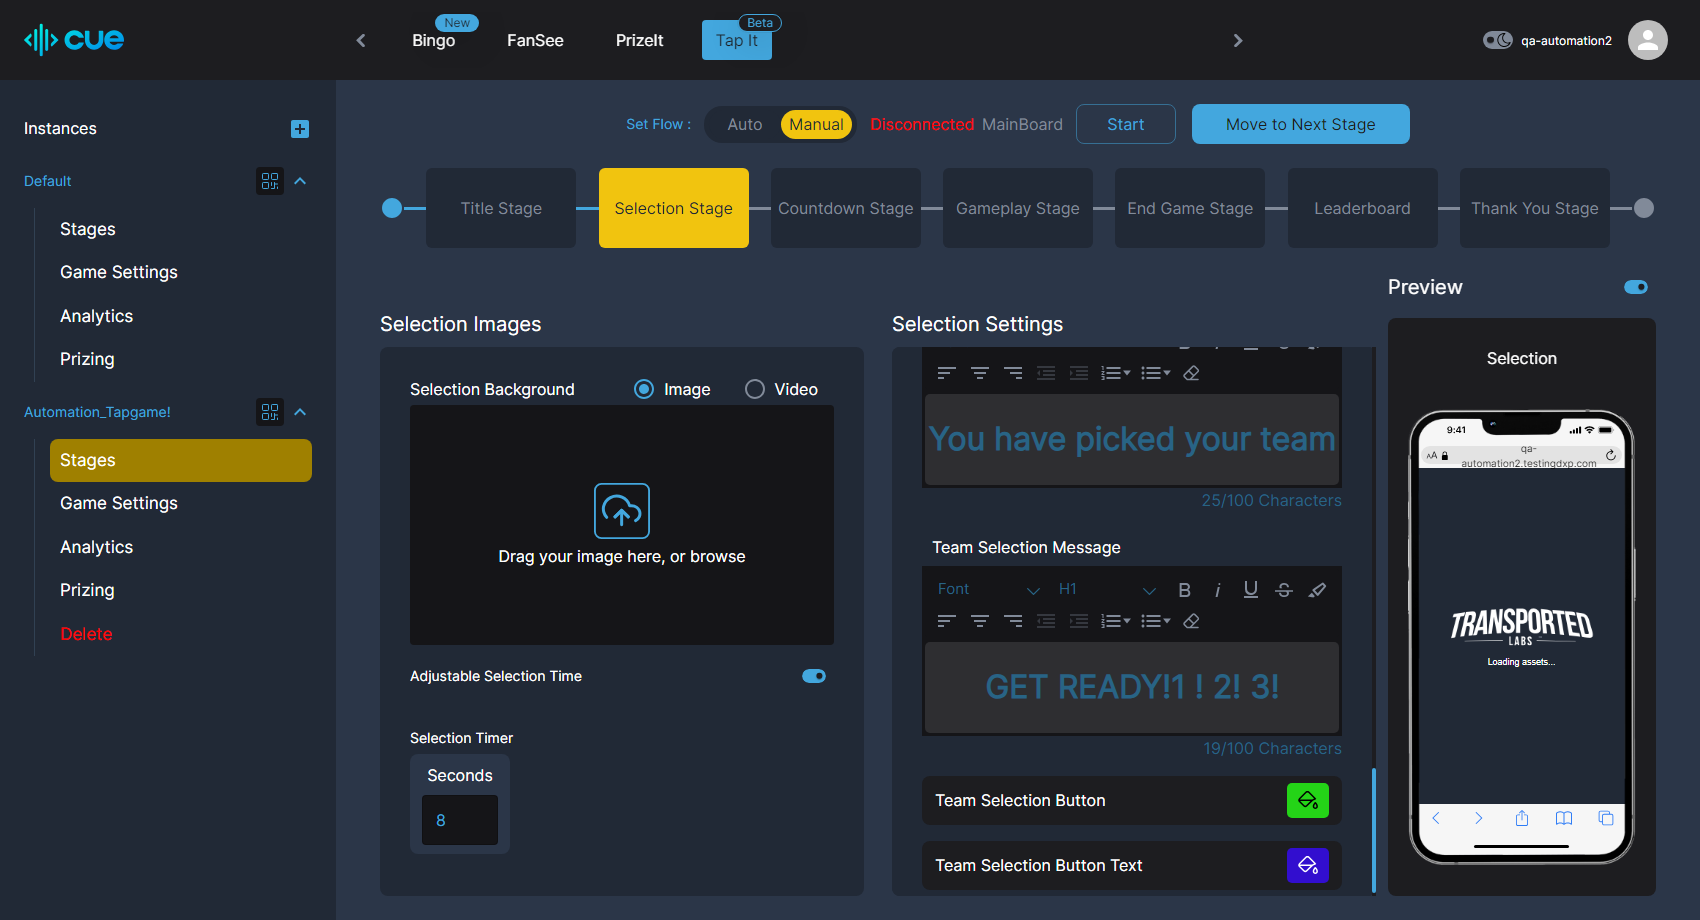 cue
New
Bingo
FanSee
PrizeIt
Beta
Tap It
qa-automation2
Instances
Default
Stages
Game Settings
Analytics
Prizing
Automation_Tapgame!
Stages
Game Settings
Analytics
Prizing
Delete
Set Flow :
Auto
Manual
Disconnected MainBoard
Start
Move to Next Stage
Title Stage
Selection Stage
Countdown Stage
Gameplay Stage
End Game Stage
Leaderboard
Thank You Stage
Selection Images
Selection Background
Image
Video
Drag your image here, or browse
Adjustable Selection Time
Selection Timer
Seconds
8
Selection Settings
You have picked your team
25/100 Characters
Team Selection Message
Font
H1
B i U S
GET READY!1 ! 2! 3!
19/100 Characters
Team Selection Button
Team Selection Button Text
Preview
Selection
9:41
AA
qa-
automation2.testingdxp.com
TRANSPORTED
LABS
Loading assets...